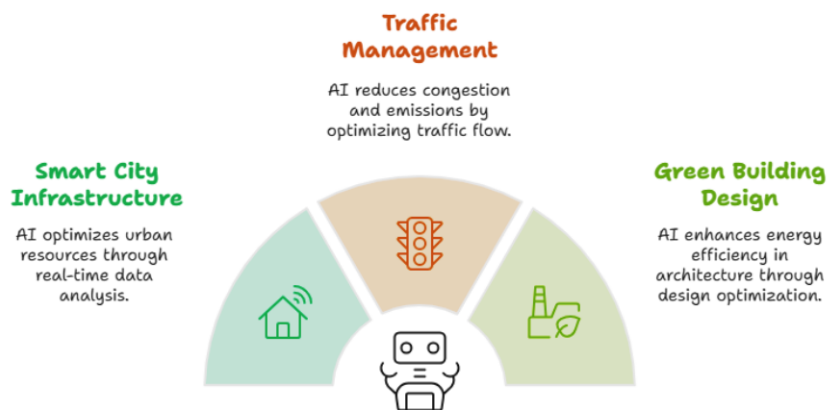 Traffic
Management
AI reduces congestion
and emissions by
optimizing traffic flow.
Smart City
Infrastructure
AI optimizes urban
resources through
real-time data
analysis.
Green Building
Design
AI enhances energy
efficiency in
architecture through
design optimization.